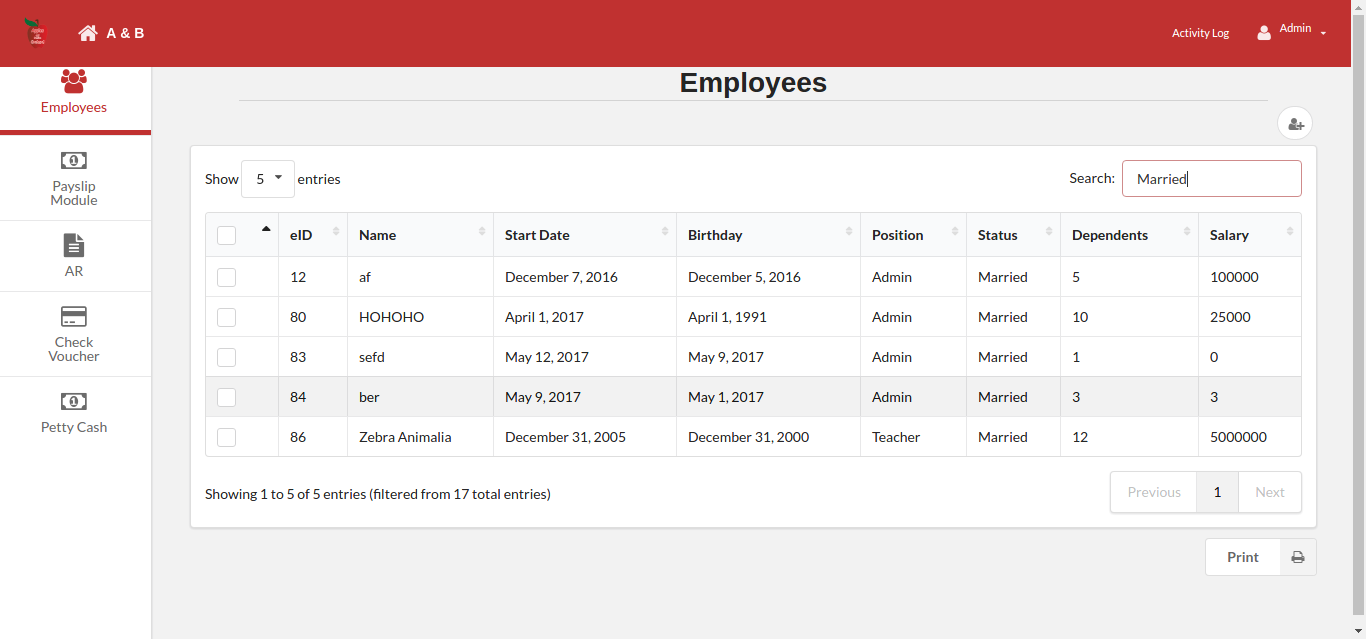 A & B
Activity Log
Admin
Employees
Payslip
Module
AR
Check
Voucher
Petty Cash
Employees
Show 5 entries
Search: Married
eID Name Start Date Birthday Position Status Dependents Salary
12 af December 7, 2016 December 5, 2016 Admin Married 5 100000
80 HOHOHO April 1, 2017 April 1, 1991 Admin Married 10 25000
83 sefd May 12, 2017 May 9, 2017 Admin Married 1 0
84 ber May 9, 2017 May 1, 2017 Admin Married 3 3
86 Zebra Animalia December 31, 2005 December 31, 2000 Teacher Married 12 5000000
Showing 1 to 5 of 5 entries (filtered from 17 total entries)
Previous 1 Next
Print